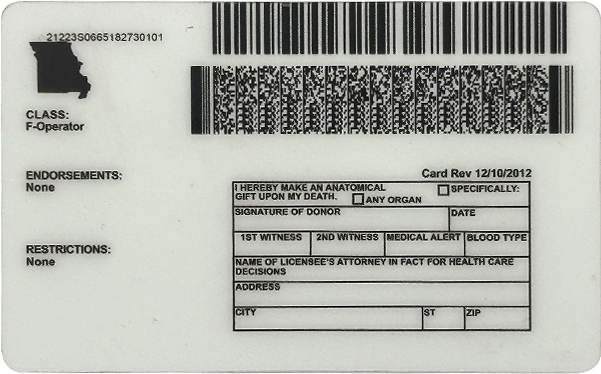 21223S0665182730101
CLASS:
F-Operator
ENDORSEMENTS:
None
RESTRICTIONS:
None
Card Rev 12/10/2012
I HEREBY MAKE AN ANATOMICAL
GIFT UPON MY DEATH. ANY ORGAN SPECIFICALLY:
SIGNATURE OF DONOR DATE
1ST WITNESS 2ND WITNESS MEDICAL ALERT BLOOD TYPE
NAME OF LICENSEE'S ATTORNEY IN FACT FOR HEALTH CARE
DECISIONS
ADDRESS
CITY ST ZIP